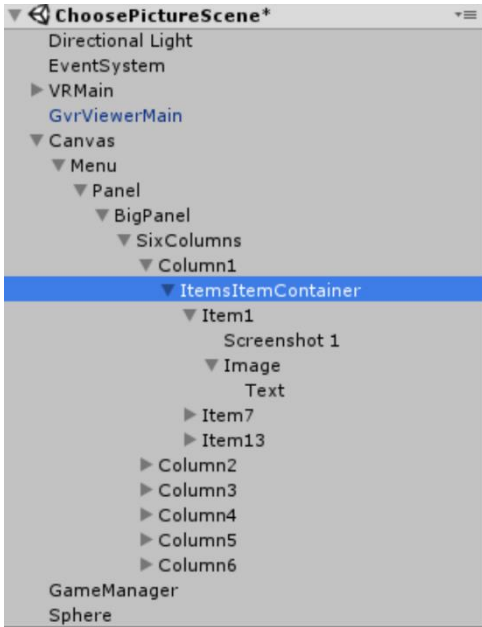 ChoosePictureScene*
Directional Light
EventSystem
VRMain
GvrViewerMain
Canvas
Menu
Panel
BigPanel
SixColumns
Column1
ItemsItemContainer
Item1
Screenshot 1
Image
Text
Item7
Item13
Column2
Column3
Column4
Column5
Column6
GameManager
Sphere